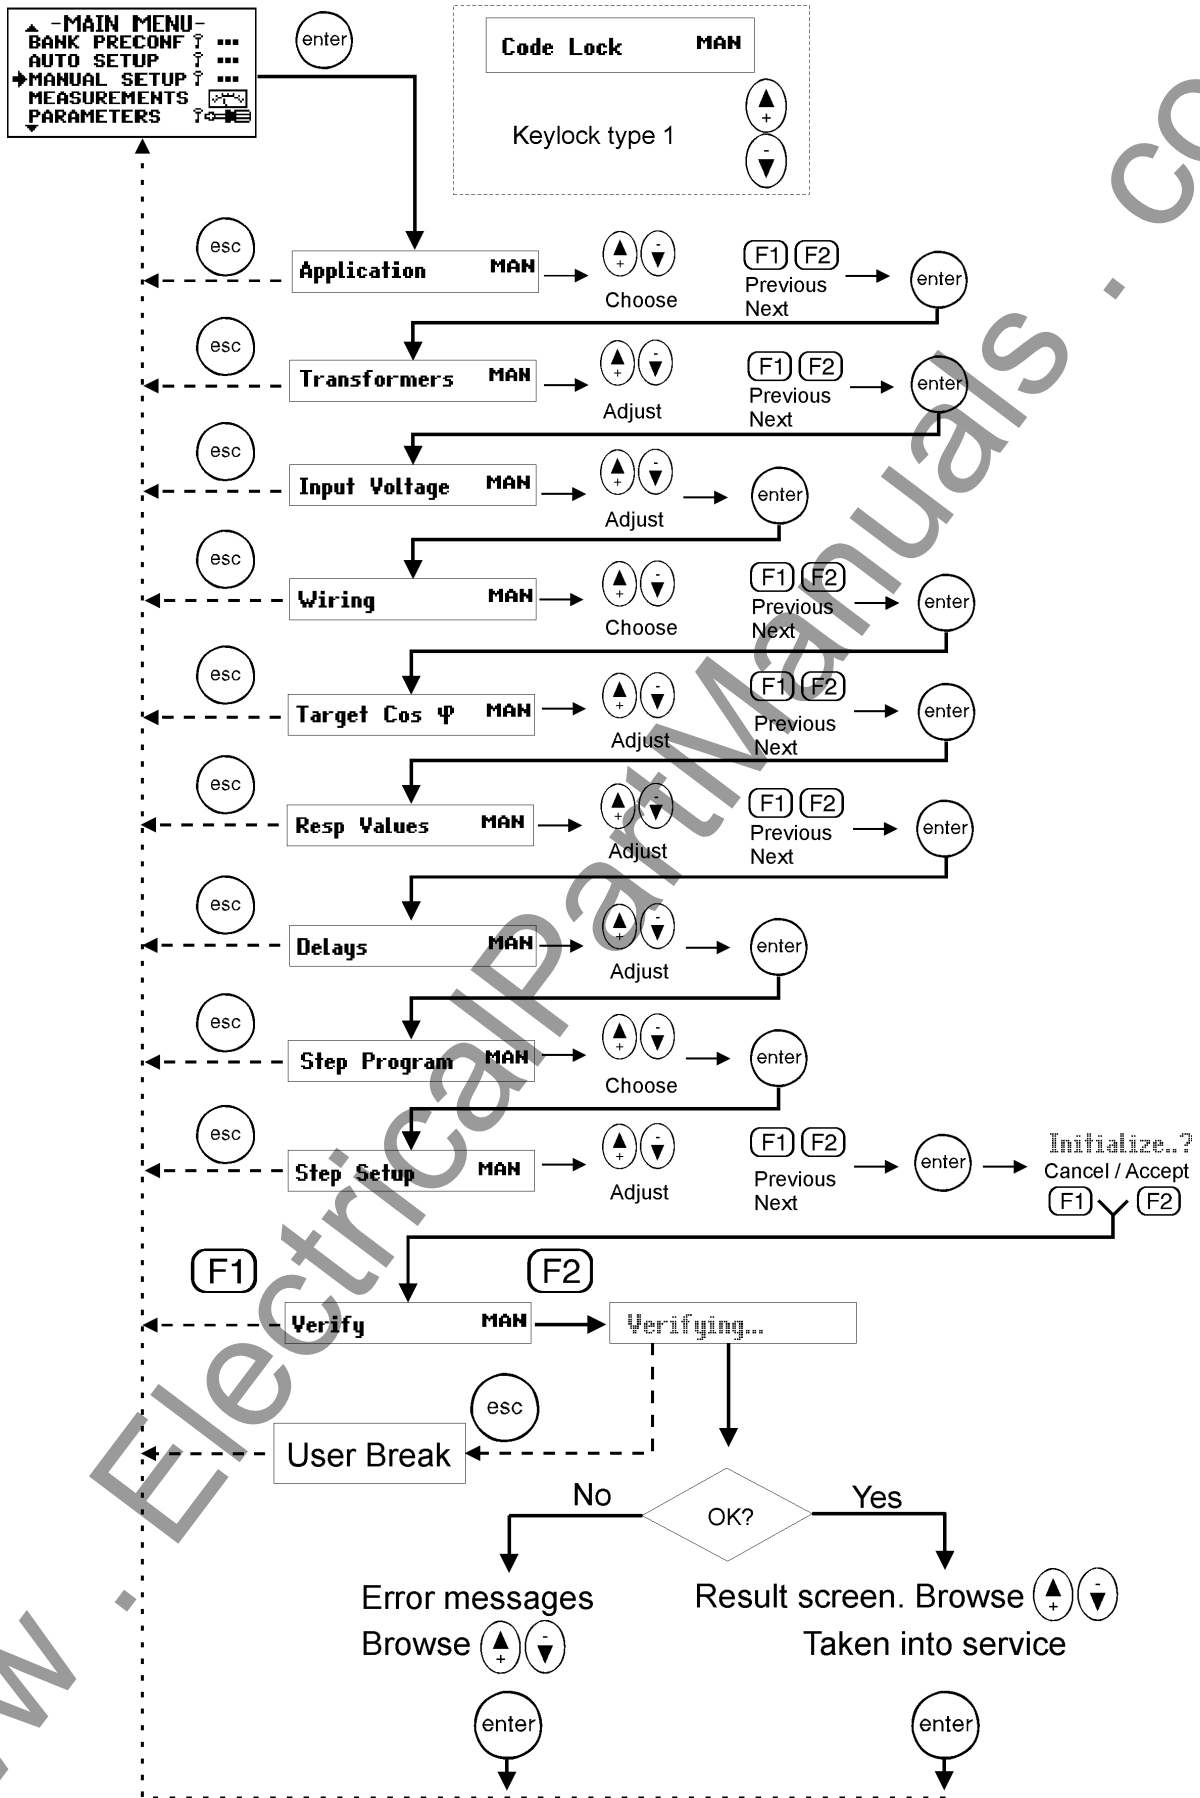 -MAIN MENU-
BANK PRECONF
AUTO SETUP
MANUAL SETUP
MEASUREMENTS
PARAMETERS
enter
Code Lock MAN
Keylock type 1
+
-
esc
Application MAN
+ -
Choose
F1 F2
Previous
Next
enter
esc
Transformers MAN
+ -
Adjust
F1 F2
Previous
Next
enter
esc
Input Voltage MAN
+ -
Adjust
enter
esc
Wiring MAN
+ -
Choose
F1 F2
Previous
Next
enter
esc
Target Cos φ MAN
+ -
Adjust
F1 F2
Previous
Next
enter
esc
Resp Values MAN
+ -
Adjust
F1 F2
Previous
Next
enter
esc
Delays MAN
+ -
Adjust
enter
esc
Step Program MAN
+ -
Choose
enter
esc
Step Setup MAN
+ -
Adjust
F1 F2
Previous
Next
enter
Initialize..?
Cancel / Accept
F1 F2
F1 F2
Verify MAN
Verifying...
esc
User Break
No OK? Yes
Error messages
Browse + -
Result screen. Browse + -
Taken into service
enter enter
w . ElectricalPartManuals . co